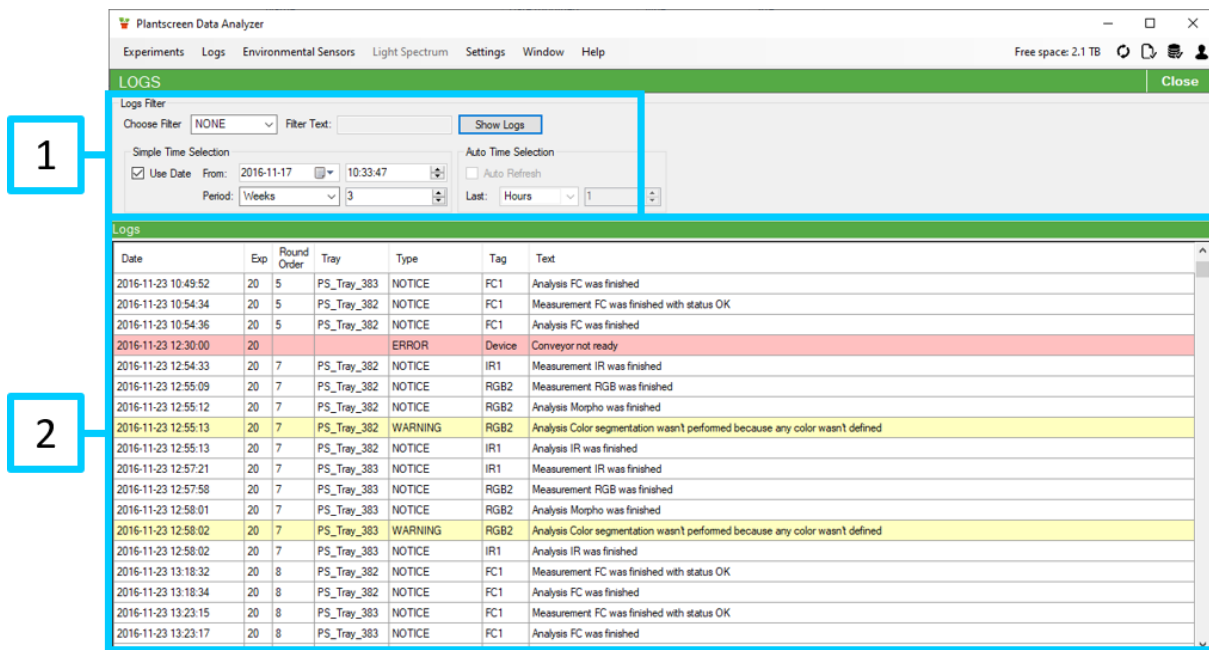 Plantscreen Data Analyzer
Experiments Logs Environmental Sensors Light Spectrum Settings Window Help Free space: 2.1 TB
LOGS Close
Logs Filter
Choose Filter NONE Filter Text: Show Logs
1
Simple Time Selection Auto Time Selection
Use Date From: 2016-11-17 10:33:47 Auto Refresh
Period: Weeks 3 Last: Hours 1
Logs
Date Exp Round Order Tray Type Tag Text
2016-11-23 10:49:52 20 5 PS_Tray_383 NOTICE FC1 Analysis FC was finished
2016-11-23 10:54:34 20 5 PS_Tray_382 NOTICE FC1 Measurement FC was finished with status OK
2016-11-23 10:54:36 20 5 PS_Tray_382 NOTICE FC1 Analysis FC was finished
2016-11-23 12:30:00 20 ERROR Device Conveyor not ready
2016-11-23 12:54:33 20 7 PS_Tray_382 NOTICE IR1 Measurement IR was finished
2016-11-23 12:55:09 20 7 PS_Tray_382 NOTICE RGB2 Measurement RGB was finished
2016-11-23 12:55:12 20 7 PS_Tray_382 NOTICE RGB2 Analysis Morpho was finished
2016-11-23 12:55:13 20 7 PS_Tray_382 WARNING RGB2 Analysis Color segmentation wasn't performed because any color wasn't defined
2
2016-11-23 12:55:13 20 7 PS_Tray_382 NOTICE IR1 Analysis IR was finished
2016-11-23 12:57:21 20 7 PS_Tray_383 NOTICE IR1 Measurement IR was finished
2016-11-23 12:57:58 20 7 PS_Tray_383 NOTICE RGB2 Measurement RGB was finished
2016-11-23 12:58:01 20 7 PS_Tray_383 NOTICE RGB2 Analysis Morpho was finished
2016-11-23 12:58:02 20 7 PS_Tray_383 WARNING RGB2 Analysis Color segmentation wasn't performed because any color wasn't defined
2016-11-23 12:58:02 20 7 PS_Tray_383 NOTICE IR1 Analysis IR was finished
2016-11-23 13:18:32 20 8 PS_Tray_382 NOTICE FC1 Measurement FC was finished with status OK
2016-11-23 13:18:34 20 8 PS_Tray_382 NOTICE FC1 Analysis FC was finished
2016-11-23 13:23:15 20 8 PS_Tray_383 NOTICE FC1 Measurement FC was finished with status OK
2016-11-23 13:23:17 20 8 PS_Tray_383 NOTICE FC1 Analysis FC was finished